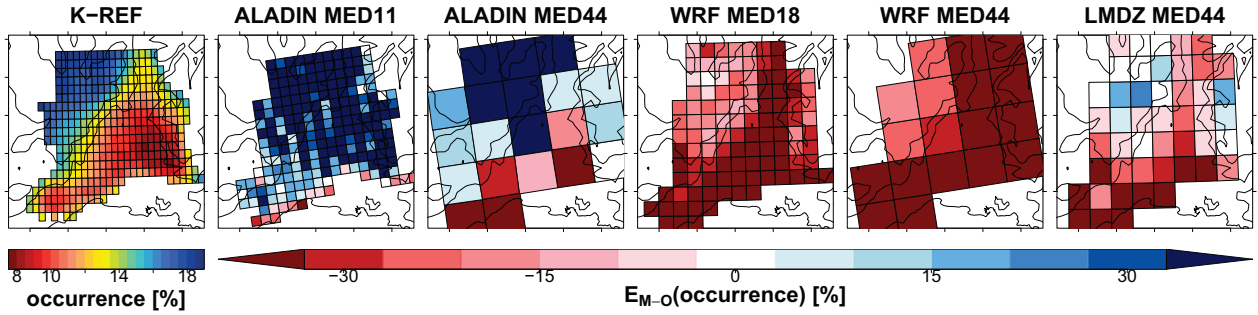 K−REF ALADIN MED11 ALADIN MED44 WRF MED18 WRF MED44 LMDZ MED44
8 10 14 18 −30 −15 0 15 30
occurrence [%] E_M−O(occurrence) [%]